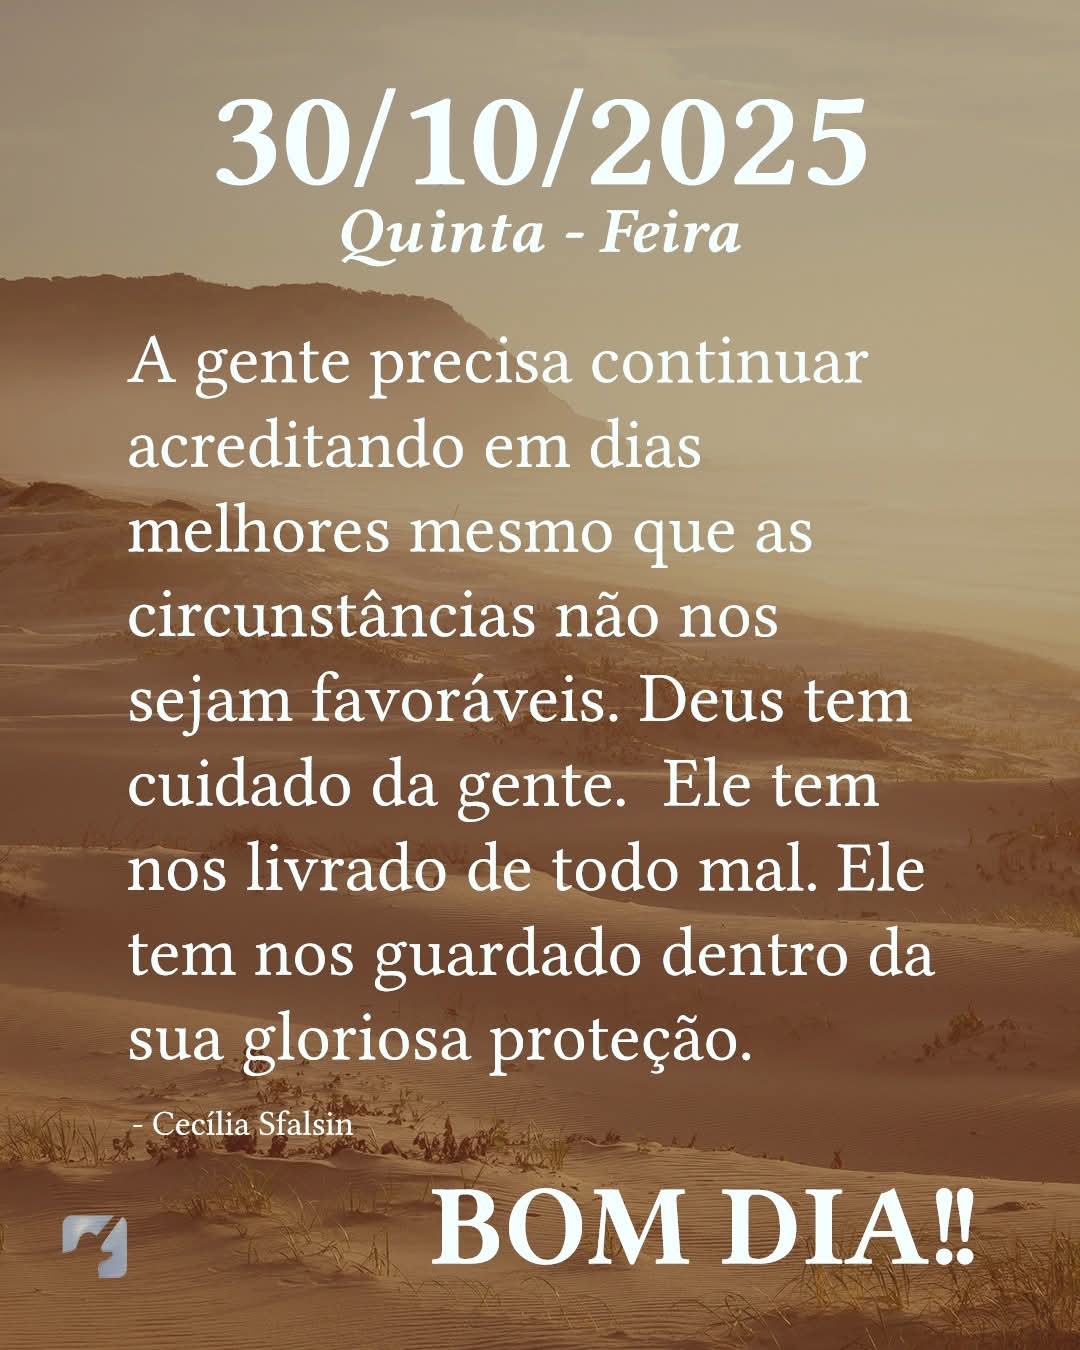 30/10/2025
Quinta - Feira
A gente precisa continuar
acreditando em dias
melhores mesmo que as
circunstâncias não nos
sejam favoráveis. Deus tem
cuidado da gente.  Ele tem
nos livrado de todo mal. Ele
tem nos guardado dentro da
sua gloriosa proteção.
- Cecília Sfalsin
BOM DIA!!